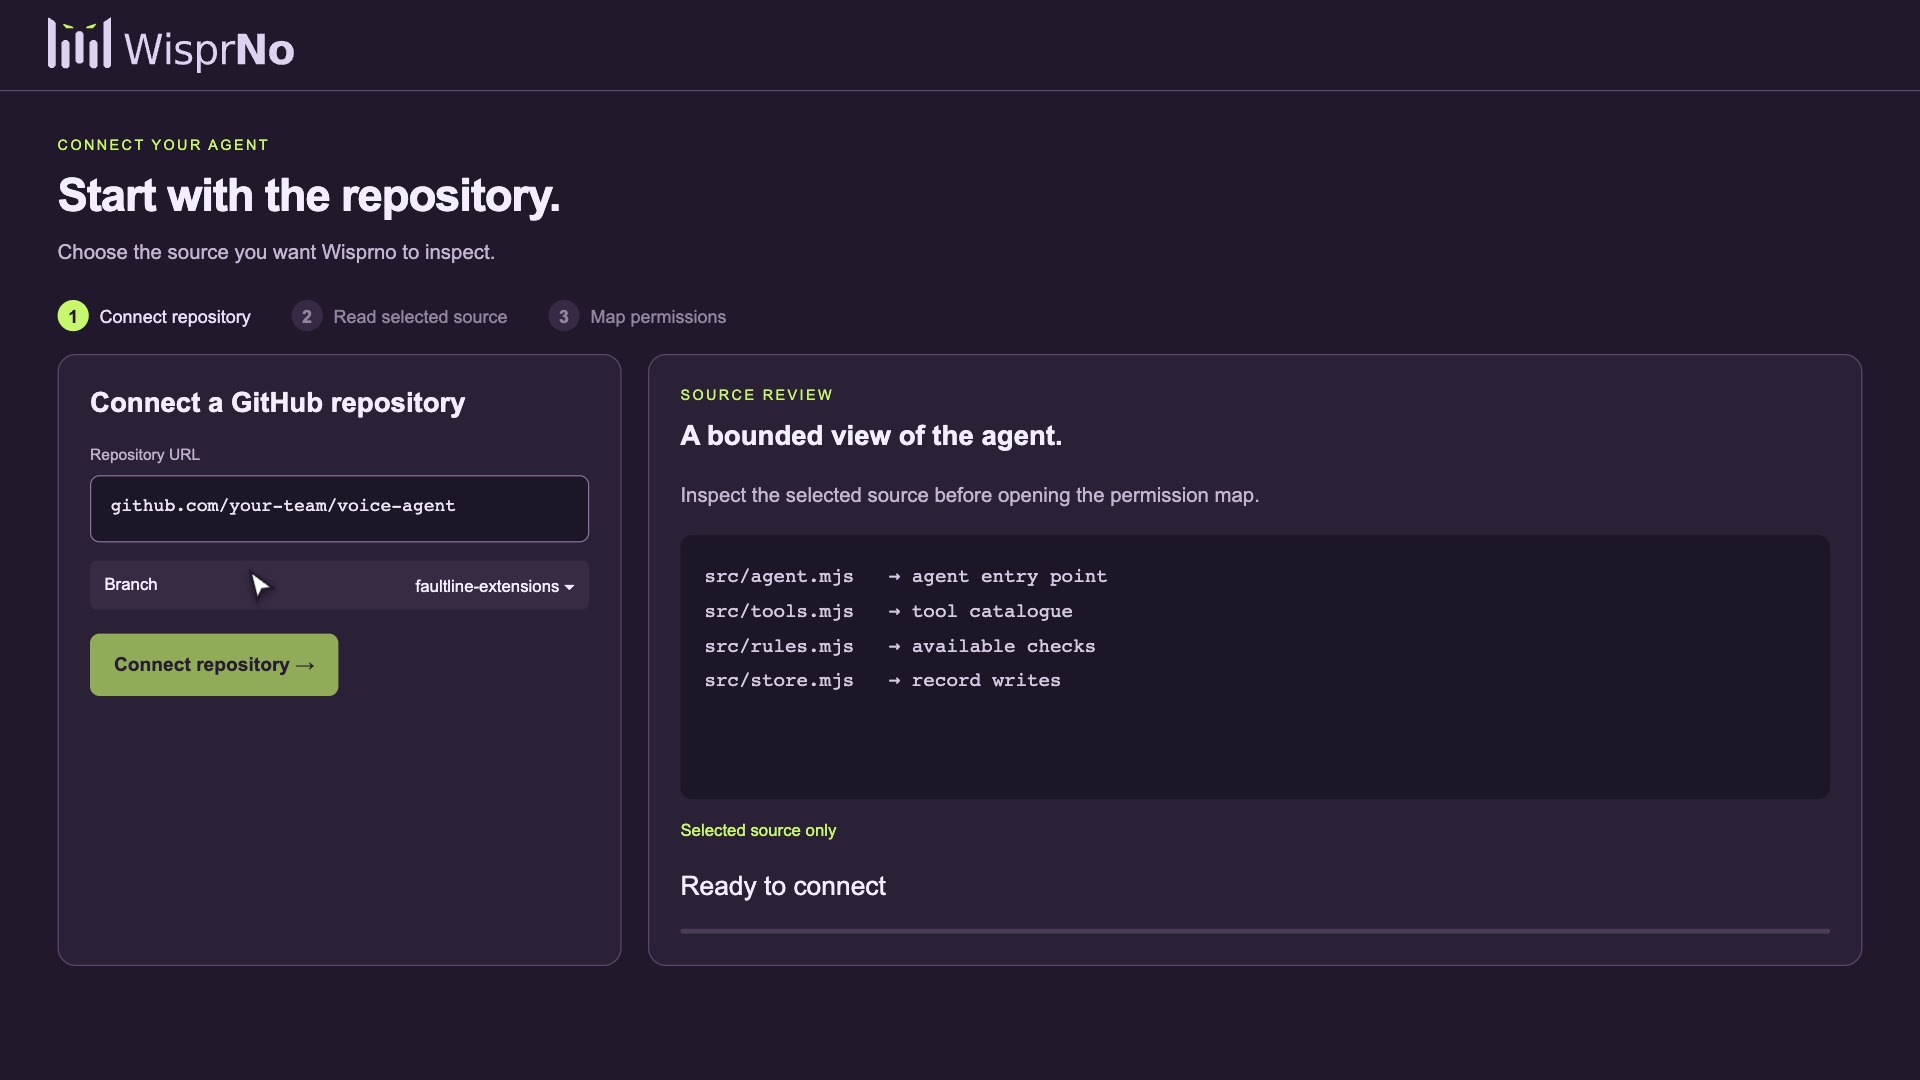 WisprNo
CONNECT YOUR AGENT
Start with the repository.
Choose the source you want Wisprno to inspect.
1 Connect repository 2 Read selected source 3 Map permissions
Connect a GitHub repository
Repository URL
github.com/your-team/voice-agent
Branch faultline-extensions
Connect repository →
SOURCE REVIEW
A bounded view of the agent.
Inspect the selected source before opening the permission map.
src/agent.mjs → agent entry point
src/tools.mjs → tool catalogue
src/rules.mjs → available checks
src/store.mjs → record writes
Selected source only
Ready to connect